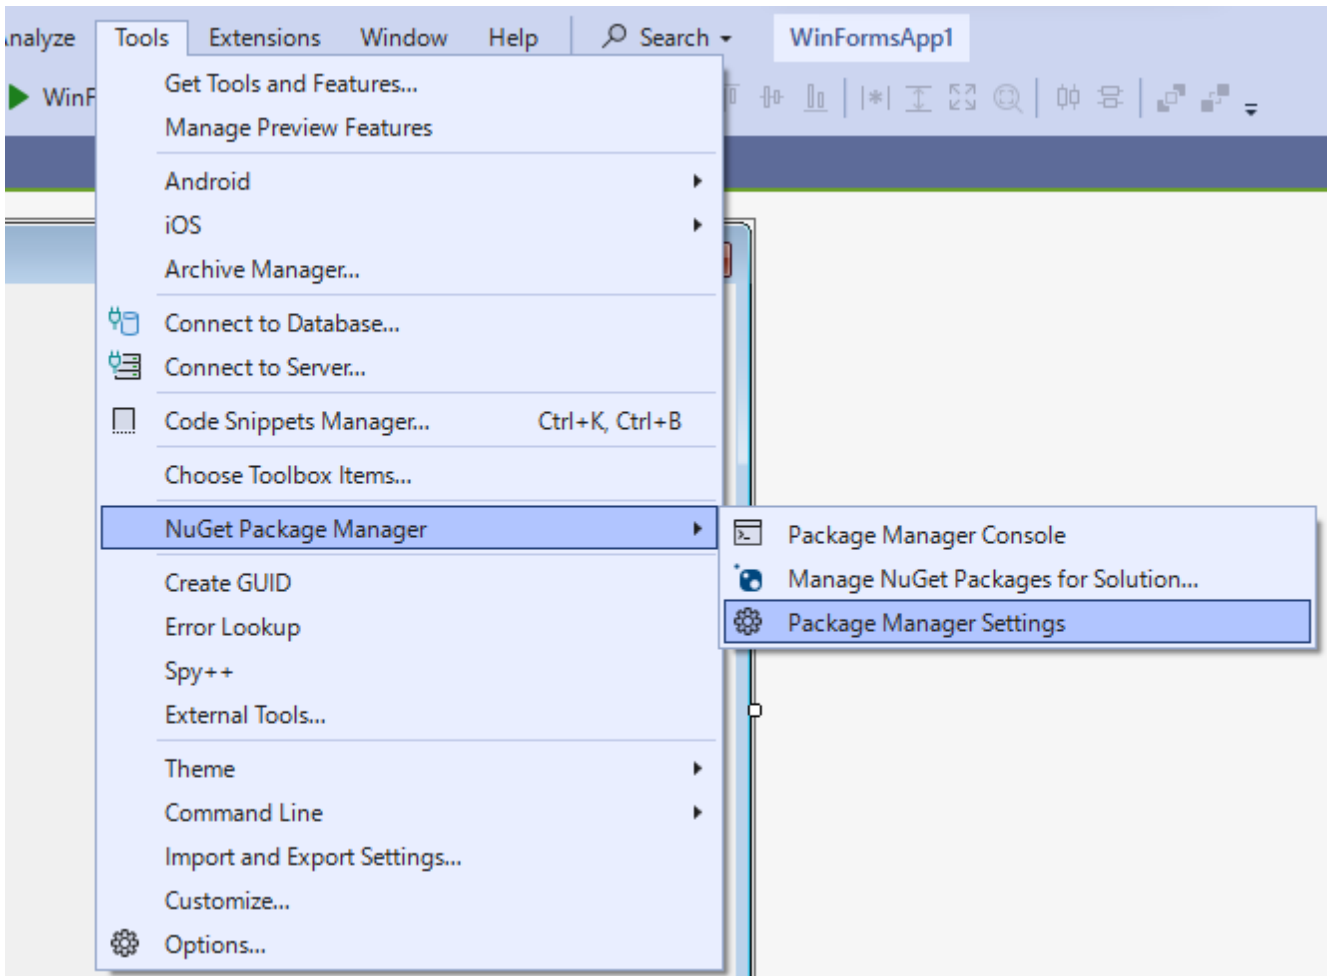 Tools Extensions Window Help Search WinFormsApp1
Get Tools and Features...
Manage Preview Features
Android
iOS
Archive Manager...
Connect to Database...
Connect to Server...
Code Snippets Manager... Ctrl+K, Ctrl+B
Choose Toolbox Items...
NuGet Package Manager
Package Manager Console
Manage NuGet Packages for Solution...
Package Manager Settings
Create GUID
Error Lookup
Spy++
External Tools...
Theme
Command Line
Import and Export Settings...
Customize...
Options...